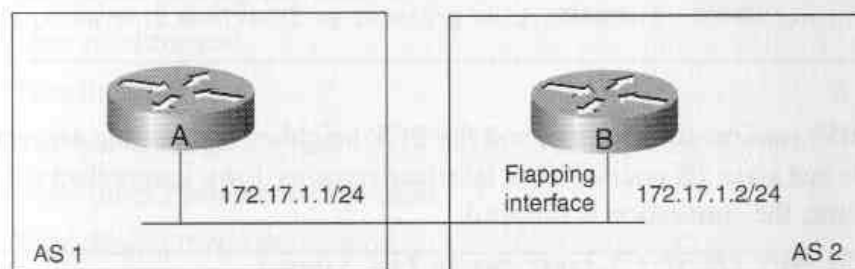 A
B
172.17.1.1/24
Flapping
interface
172.17.1.2/24
AS 1
AS 2